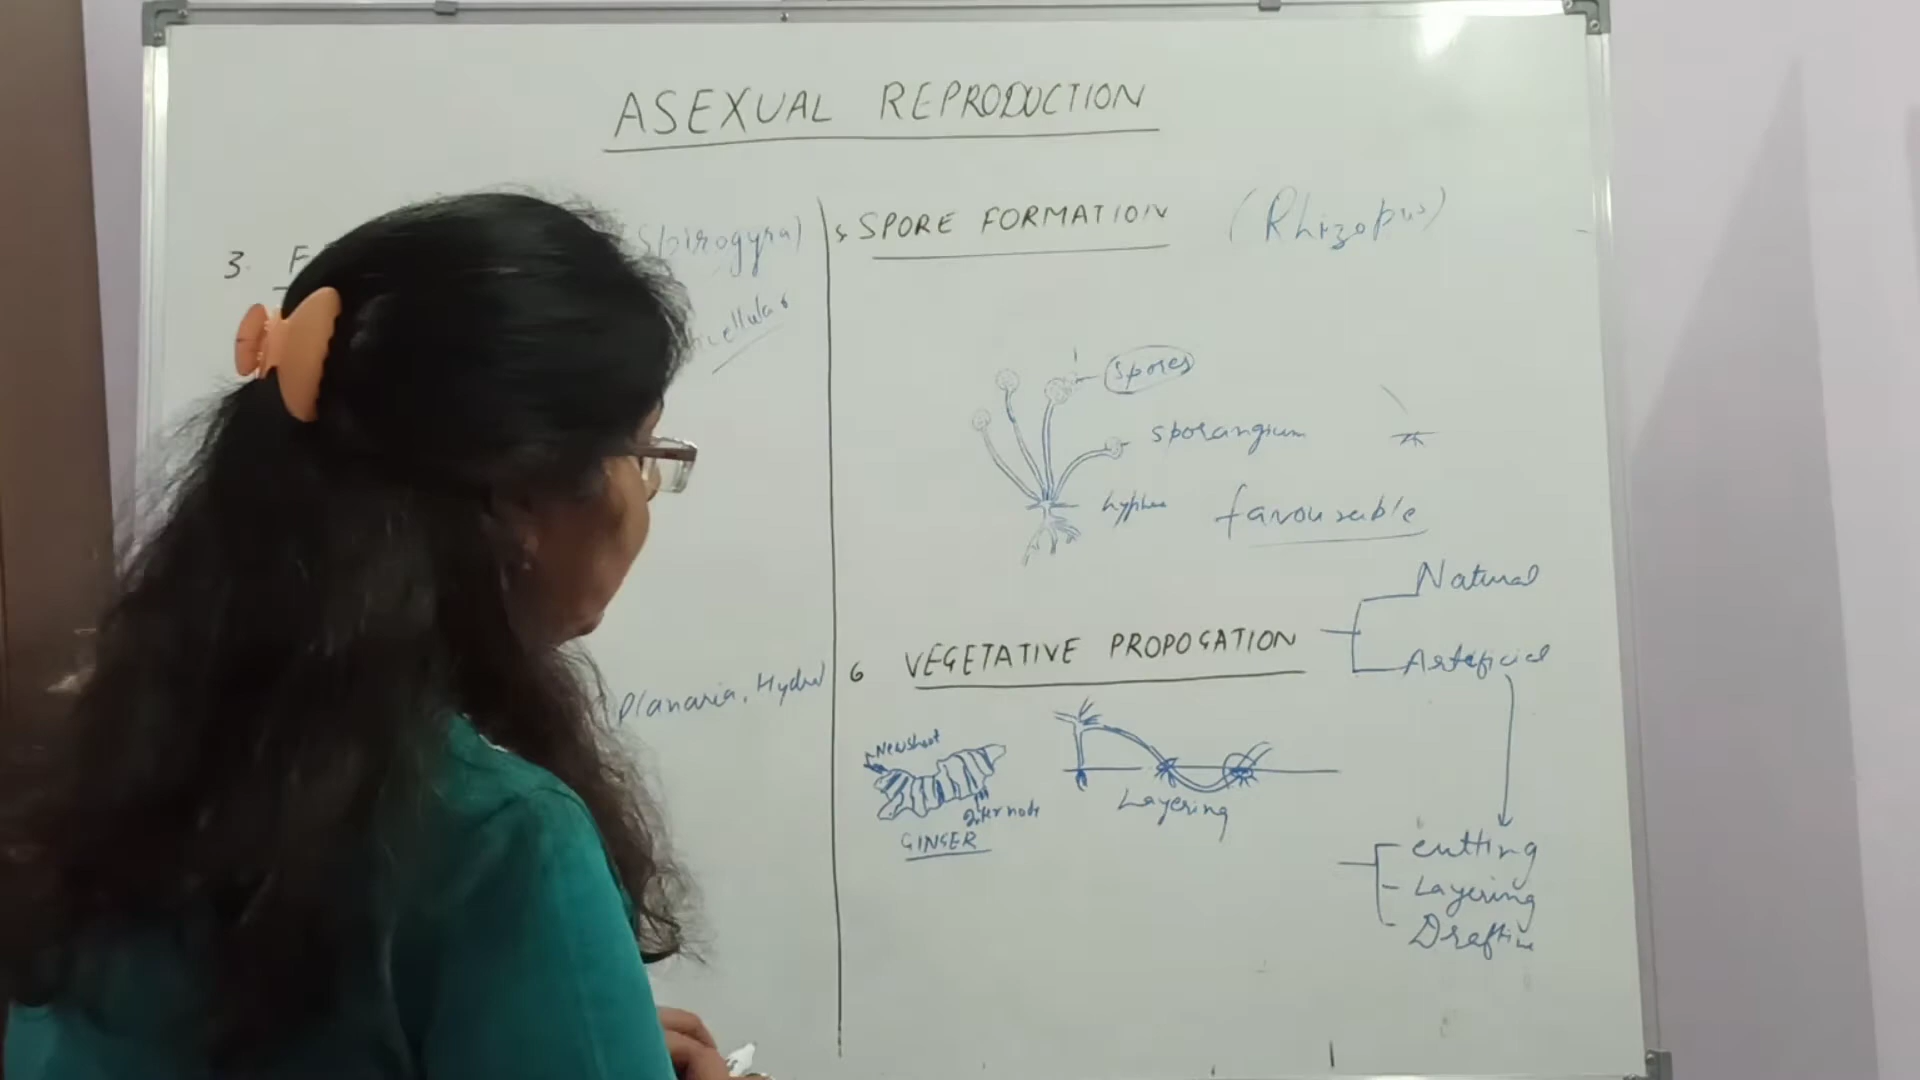 ASEXUAL REPRODUCTION
3. F
Spirogyra)
5 SPORE FORMATION (Rhizopus)
spores
sporangium
hyphae
favourable
Natural
Artificial
Planaria, Hydra)
6 VEGETATIVE PROPOGATION
New shoot
GINGER
Layering
cutting
Layering